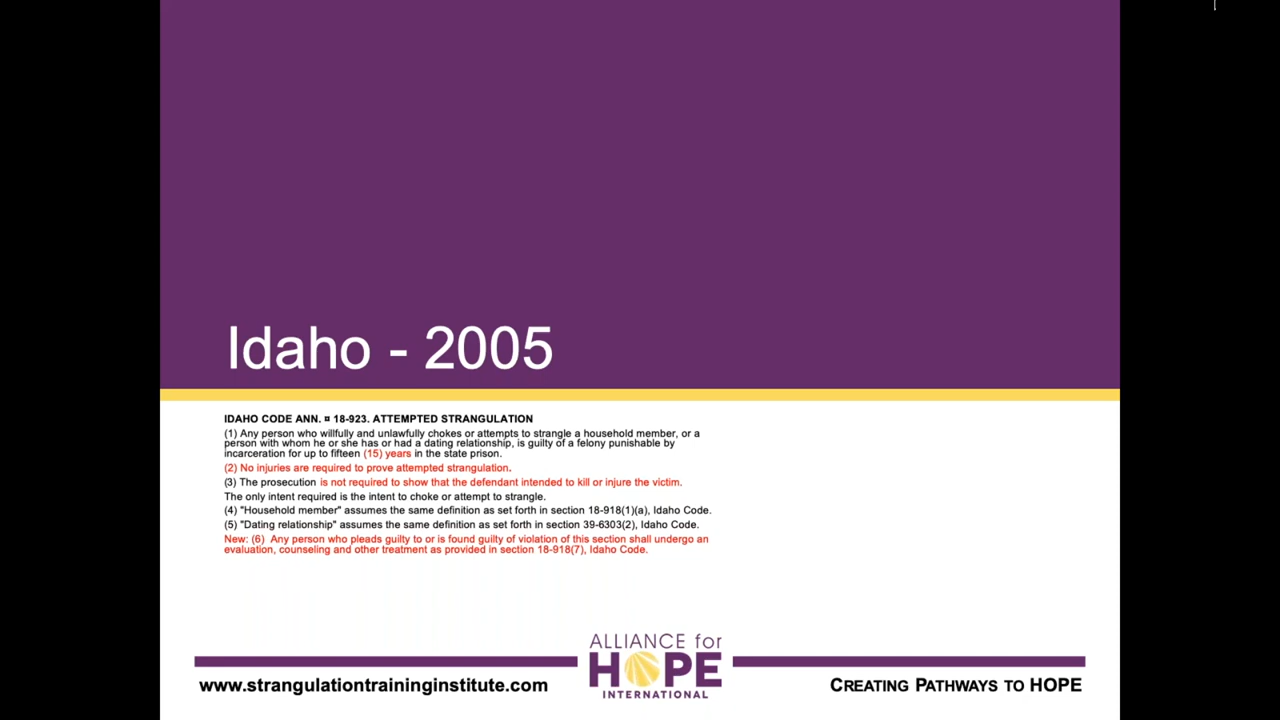 Idaho - 2005
IDAHO CODE ANN. ¤ 18-923. ATTEMPTED STRANGULATION
(1) Any person who willfully and unlawfully chokes or attempts to strangle a household member, or a
person with whom he or she has or had a dating relationship, is guilty of a felony punishable by
incarceration for up to fifteen (15) years in the state prison.
(2) No injuries are required to prove attempted strangulation.
(3) The prosecution is not required to show that the defendant intended to kill or injure the victim.
The only intent required is the intent to choke or attempt to strangle.
(4) "Household member" assumes the same definition as set forth in section 18-918(1)(a), Idaho Code.
(5) "Dating relationship" assumes the same definition as set forth in section 39-6303(2), Idaho Code.
New: (6) Any person who pleads guilty to or is found guilty of violation of this section shall undergo an
evaluation, counseling and other treatment as provided in section 18-918(7), Idaho Code.
ALLIANCE for
HOPE
INTERNATIONAL
www.strangulationtraininginstitute.com
CREATING PATHWAYS TO HOPE